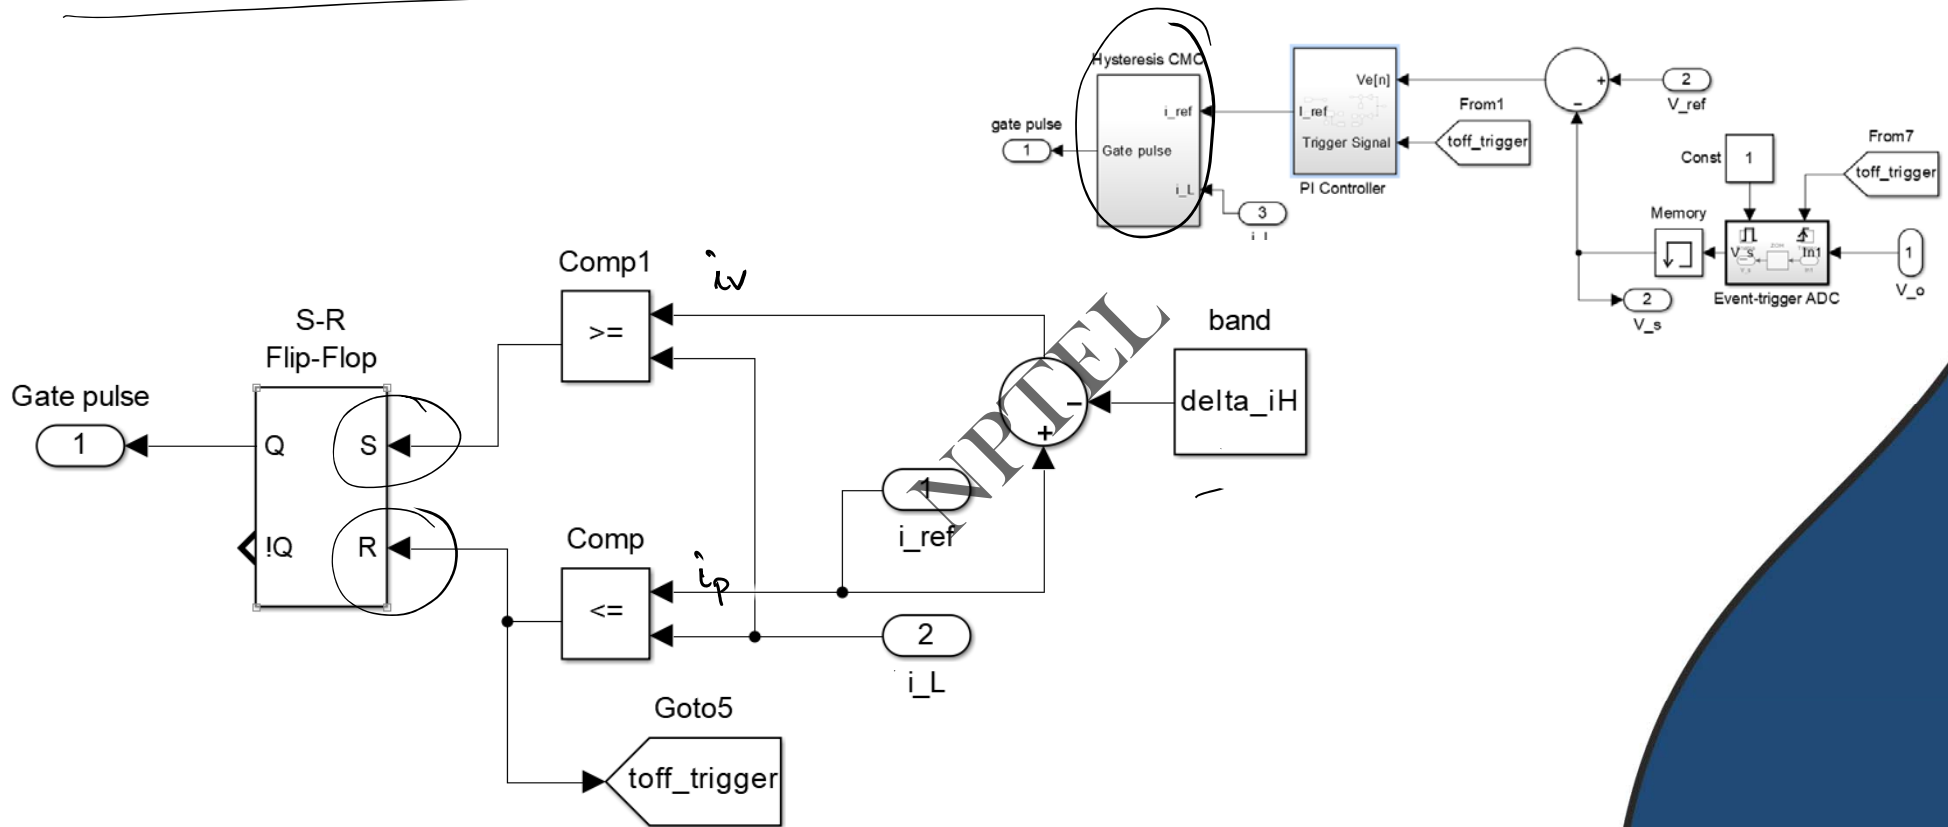 Hysteresis CMC
i_ref
Gate pulse
i_L
gate pulse
1
3
Ve[n]
I_ref
Trigger Signal
PI Controller
From1
toff_trigger
+
−
2
V_ref
Const
1
From7
toff_trigger
Memory
V_s
In1
Event-trigger ADC
1
V_o
2
V_s
Comp1
>=
iv
S-R
Flip-Flop
Gate pulse
1
Q
S
!Q
R
band
delta_iH
−
+
NPTEL
1
i_ref
Comp
<=
ip
2
i_L
Goto5
toff_trigger